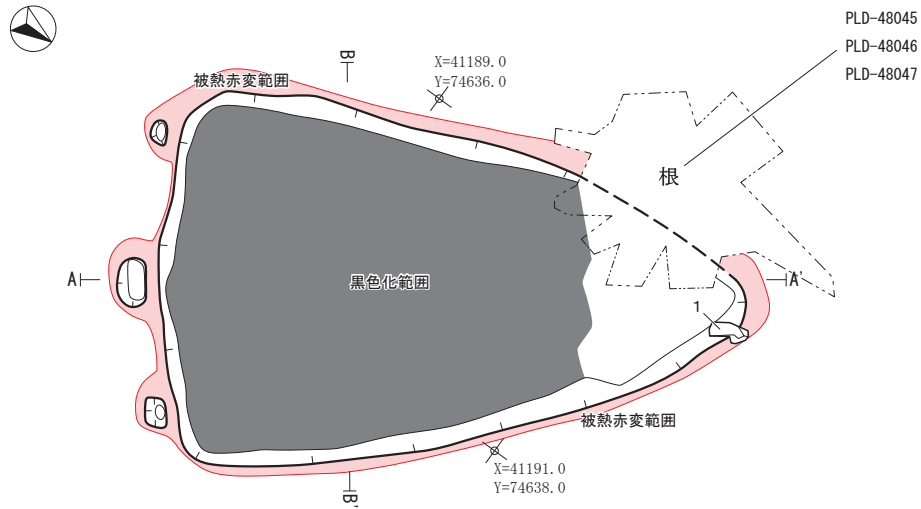 PLD-48045
PLD-48046
PLD-48047
被熱赤変範囲
B
X=41189.0
Y=74636.0
根
A
黒色化範囲
A'
1
被熱赤変範囲
X=41191.0
Y=74638.0
B'